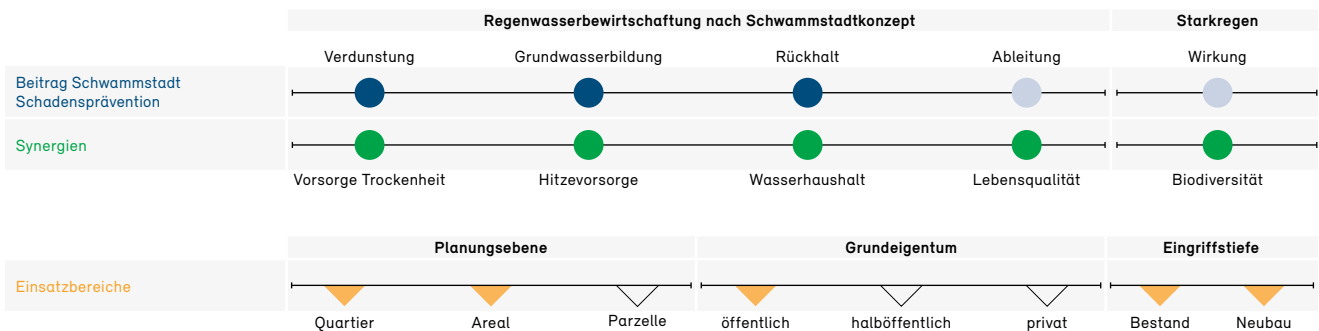 Regenwasserbewirtschaftung nach Schwammstadtkonzept
Starkregen
Verdunstung
Grundwasserbildung
Rückhalt
Ableitung
Wirkung
Beitrag Schwammstadt
Schadensprävention
Synergien
Vorsorge Trockenheit
Hitzevorsorge
Wasserhaushalt
Lebensqualität
Biodiversität
Planungsebene
Grundeigentum
Eingriffstiefe
Einsatzbereiche
Quartier
Areal
Parzelle
öffentlich
halböffentlich
privat
Bestand
Neubau